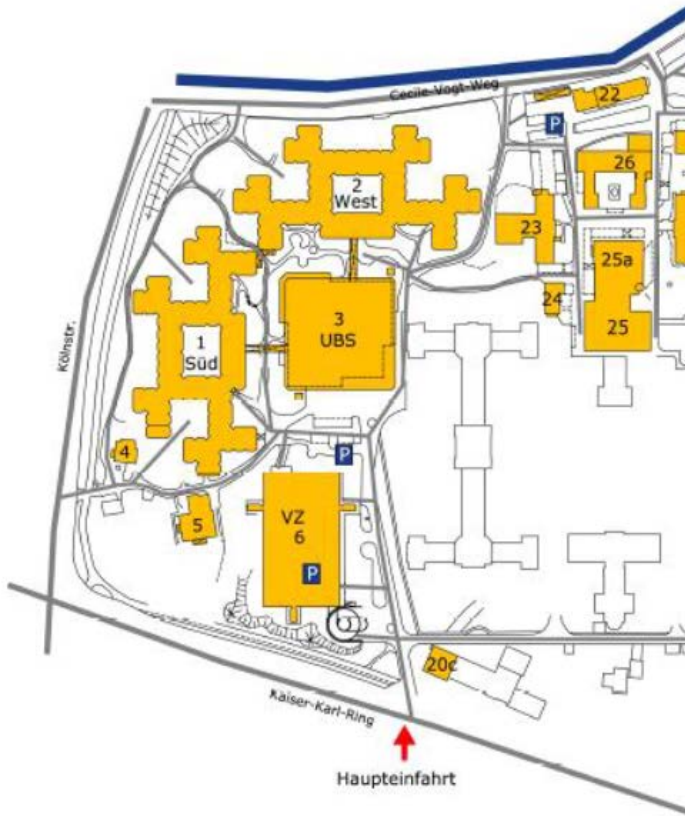 Cecile-Vogt-Weg
22
P
26
2
West
23
25a
24
25
3
UBS
1
Süd
Kölnstr.
4
P
5
VZ
6
P
20c
Kaiser-Karl-Ring
Haupteinfahrt